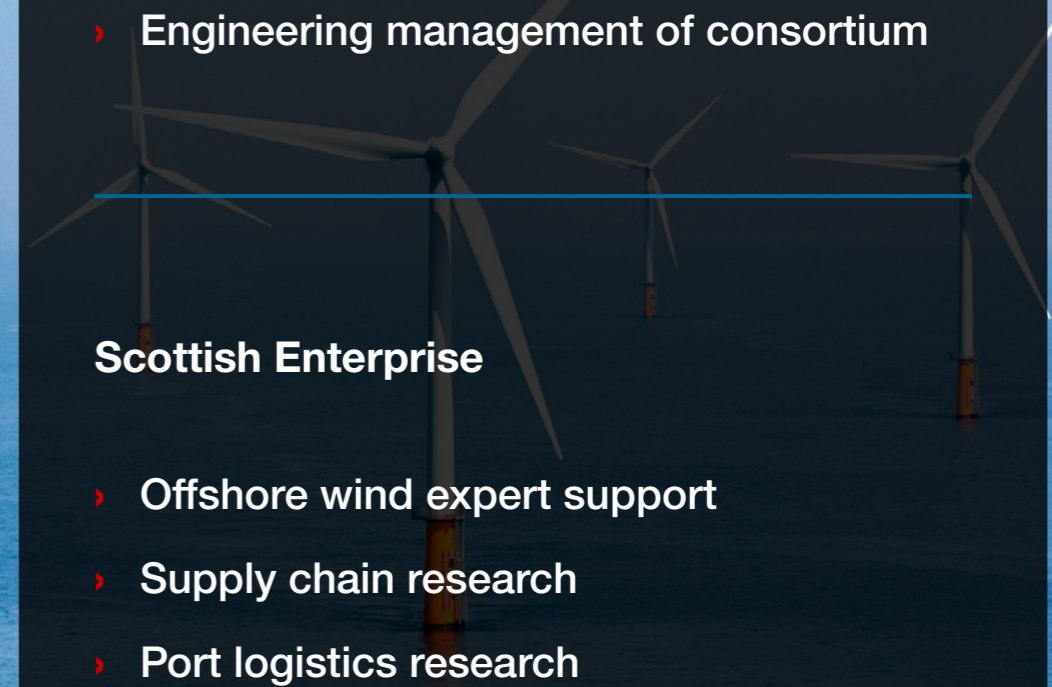 › Engineering management of consortium
Scottish Enterprise
› Offshore wind expert support
› Supply chain research
› Port logistics research